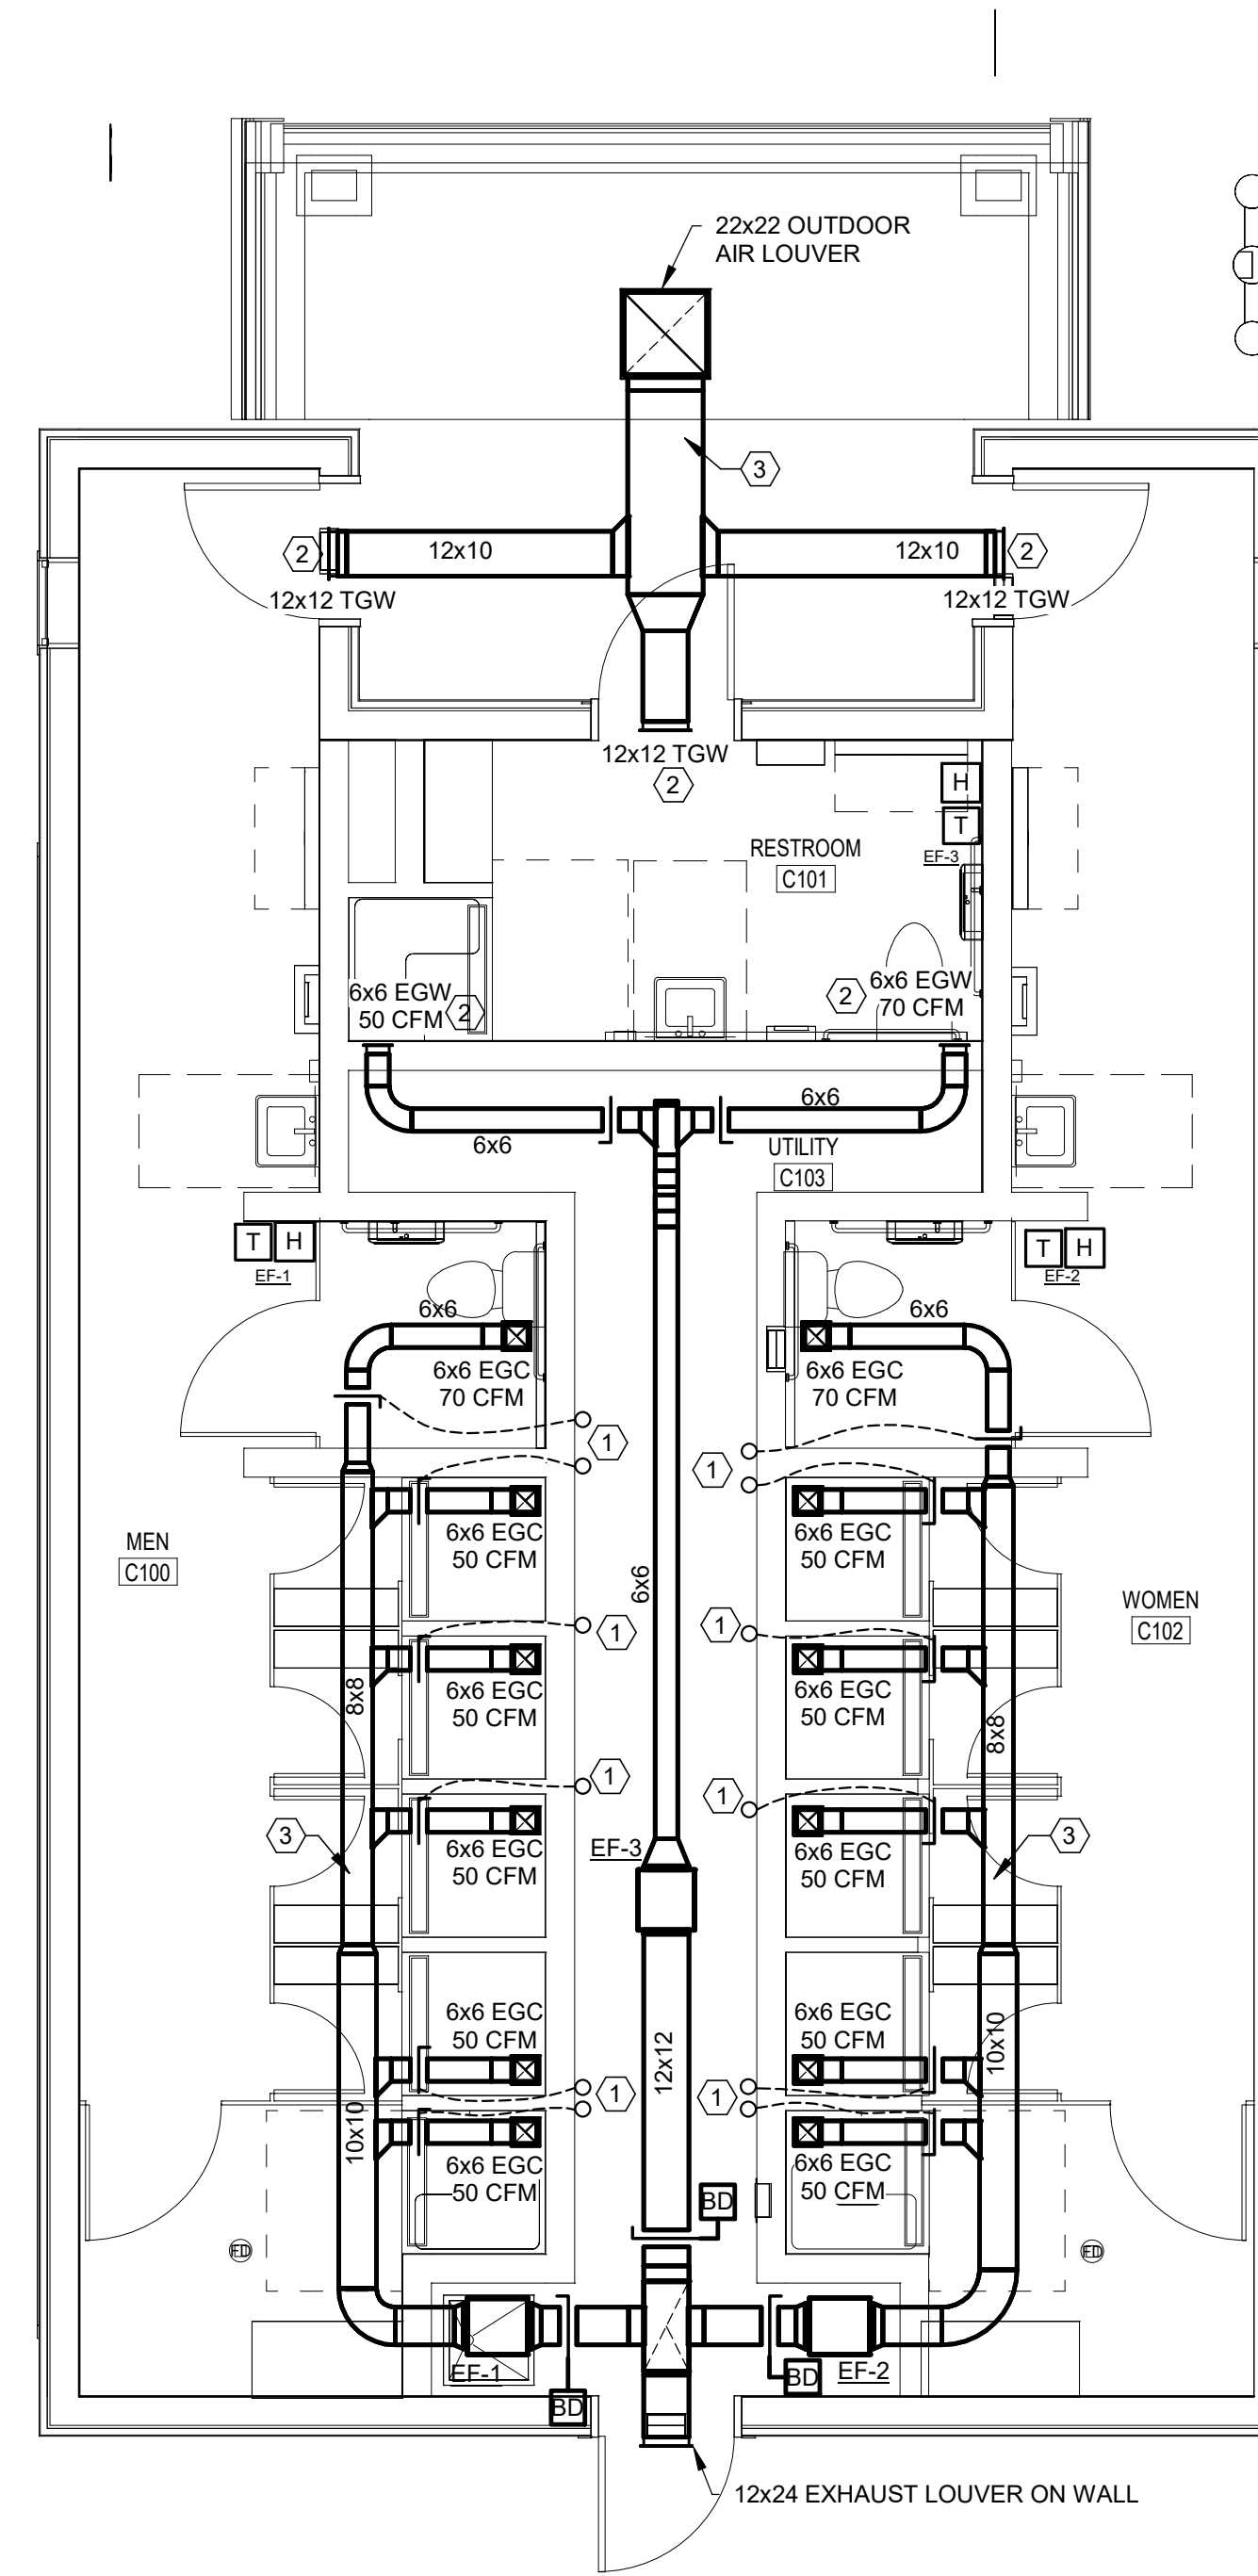 22x22 OUTDOOR
AIR LOUVER
3
2
12x10
12x10
2
12x12 TGW
12x12 TGW
12x12 TGW
2
H
T
EF-3
RESTROOM
C101
6x6 EGW
50 CFM
2
2
6x6 EGW
70 CFM
6x6
6x6
UTILITY
C103
T
H
EF-1
T
H
EF-2
6x6
6x6
6x6 EGC
70 CFM
6x6 EGC
70 CFM
1
1
MEN
C100
6x6 EGC
50 CFM
6x6 EGC
50 CFM
6x6
WOMEN
C102
1
1
8x8
6x6 EGC
50 CFM
6x6 EGC
50 CFM
8x8
1
1
3
6x6 EGC
50 CFM
EF-3
6x6 EGC
50 CFM
3
6x6 EGC
50 CFM
6x6 EGC
50 CFM
12x12
10x10
1
1
10x10
6x6 EGC
50 CFM
6x6 EGC
50 CFM
BD
FD
FD
EF-1
EF-2
BD
BD
12x24 EXHAUST LOUVER ON WALL